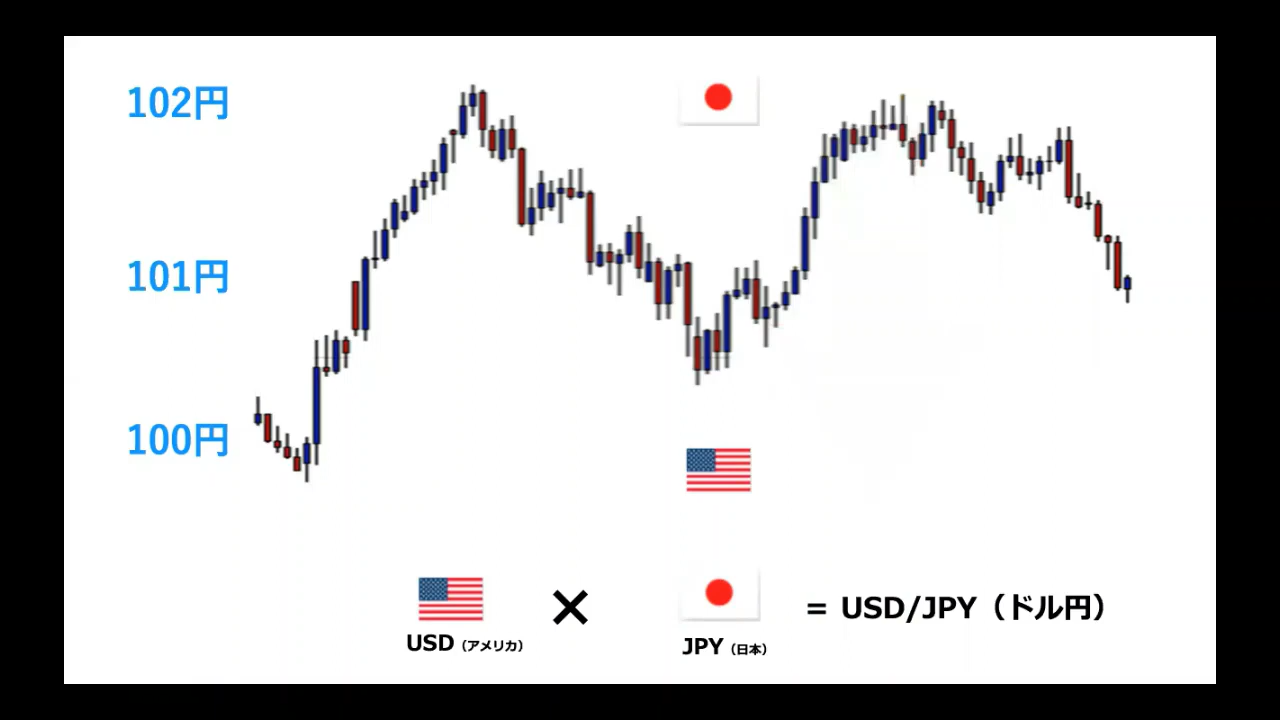 102円
101円
100円
USD（アメリカ）
×
JPY（日本）
= USD/JPY（ドル円）